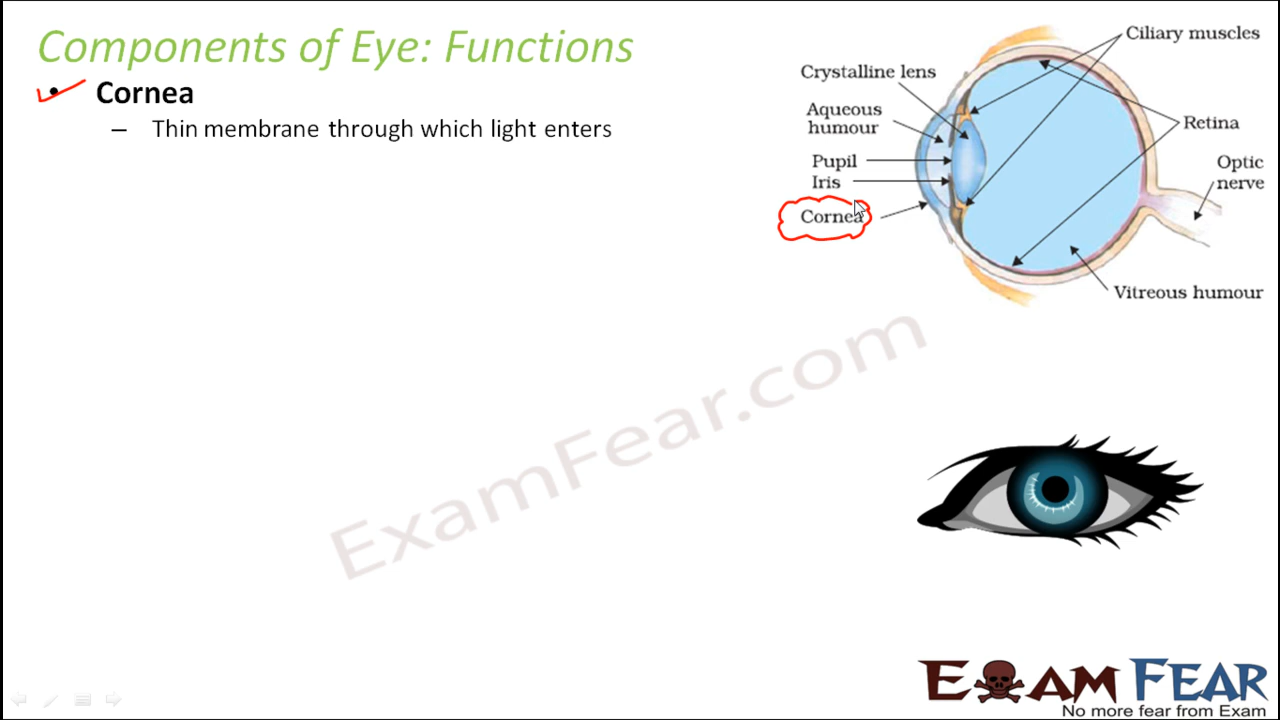 Components of Eye: Functions
• Cornea
– Thin membrane through which light enters
Ciliary muscles
Crystalline lens
Aqueous
humour
Retina
Pupil
Optic
nerve
Iris
Cornea
Vitreous humour
ExamFear.com
EXAM FEAR
No more fear from Exam